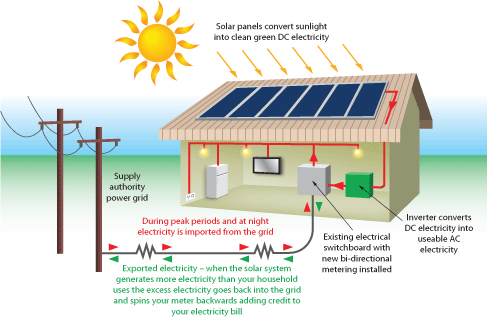 Solar panels convert sunlight
into clean green DC electricity
Supply
authority
power grid
During peak periods and at night
electricity is imported from the grid
Existing electrical
switchboard with
new bi-directional
metering installed
Inverter converts
DC electricity into
useable AC
electricity
Exported electricity – when the solar system
generates more electricity than your household
uses the excess electricity goes back into the grid
and spins your meter backwards adding credit to
your electricity bill